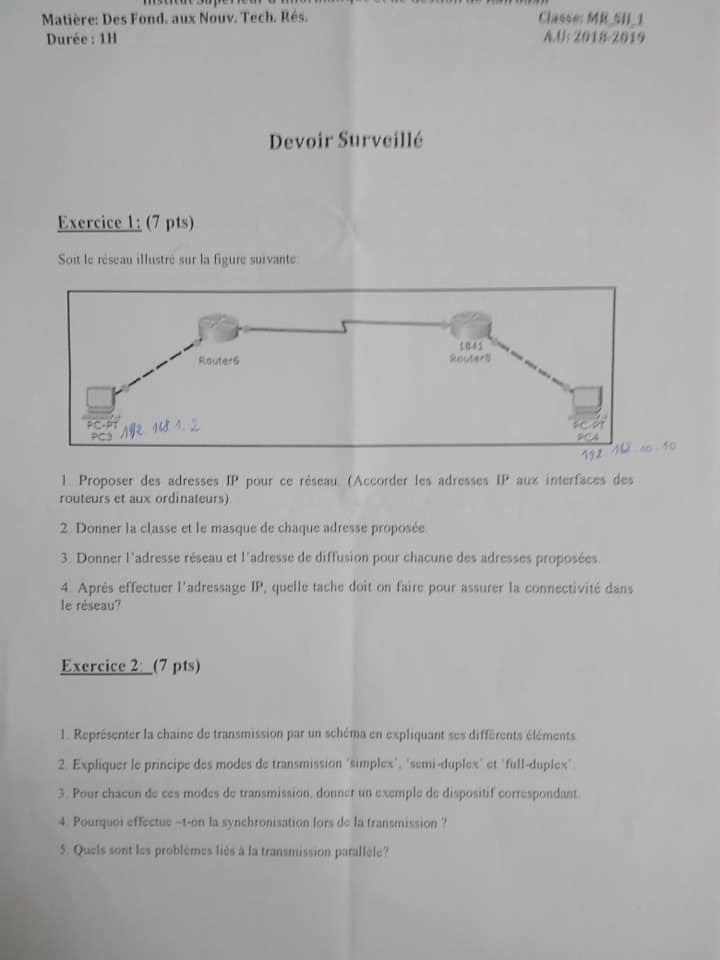 Matière: Des Fond. aux Nouv. Tech. Rés.
Classe: MR_SII_1
Durée : 1H
A.U: 2018-2019
Devoir Surveillé
Exercice 1: (7 pts)
Soit le réseau illustré sur la figure suivante:
Router6
1841
Router8
PC-PT
PC3
192.168.1.2
PC-PT
PC4
1. Proposer des adresses IP pour ce réseau. (Accorder les adresses IP aux interfaces des
routeurs et aux ordinateurs).
2. Donner la classe et le masque de chaque adresse proposée.
3. Donner l'adresse réseau et l'adresse de diffusion pour chacune des adresses proposées.
4. Aprés effectuer l'adressage IP, quelle tache doit on faire pour assurer la connectivité dans
le réseau?
Exercice 2: (7 pts)
1. Représenter la chaine de transmission par un schéma en expliquant ses différents éléments.
2. Expliquer le principe des modes de transmission 'simplex', 'semi-duplex' et 'full-duplex'.
3. Pour chacun de ces modes de transmission, donner un exemple de dispositif correspondant.
4. Pourquoi effectue –t-on la synchronisation lors de la transmission ?
5. Quels sont les problèmes liés à la transmission parallèle?